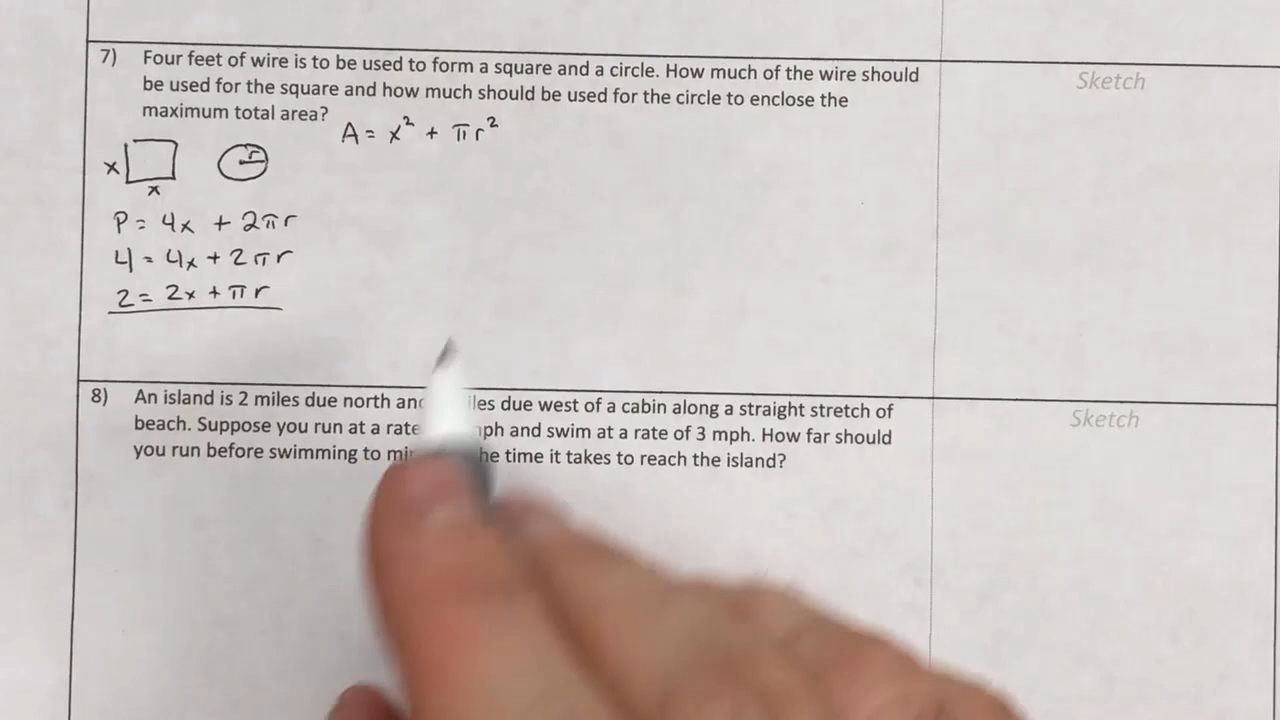 7) Four feet of wire is to be used to form a square and a circle. How much of the wire should
be used for the square and how much should be used for the circle to enclose the
maximum total area?
A = x² + πr²
Sketch
x
x
r
P = 4x + 2πr
4 = 4x + 2πr
2 = 2x + πr
8) An island is 2 miles due north and due west of a cabin along a straight stretch of
beach. Suppose you run at a rate mph and swim at a rate of 3 mph. How far should
you run before swimming to the time it takes to reach the island?
Sketch